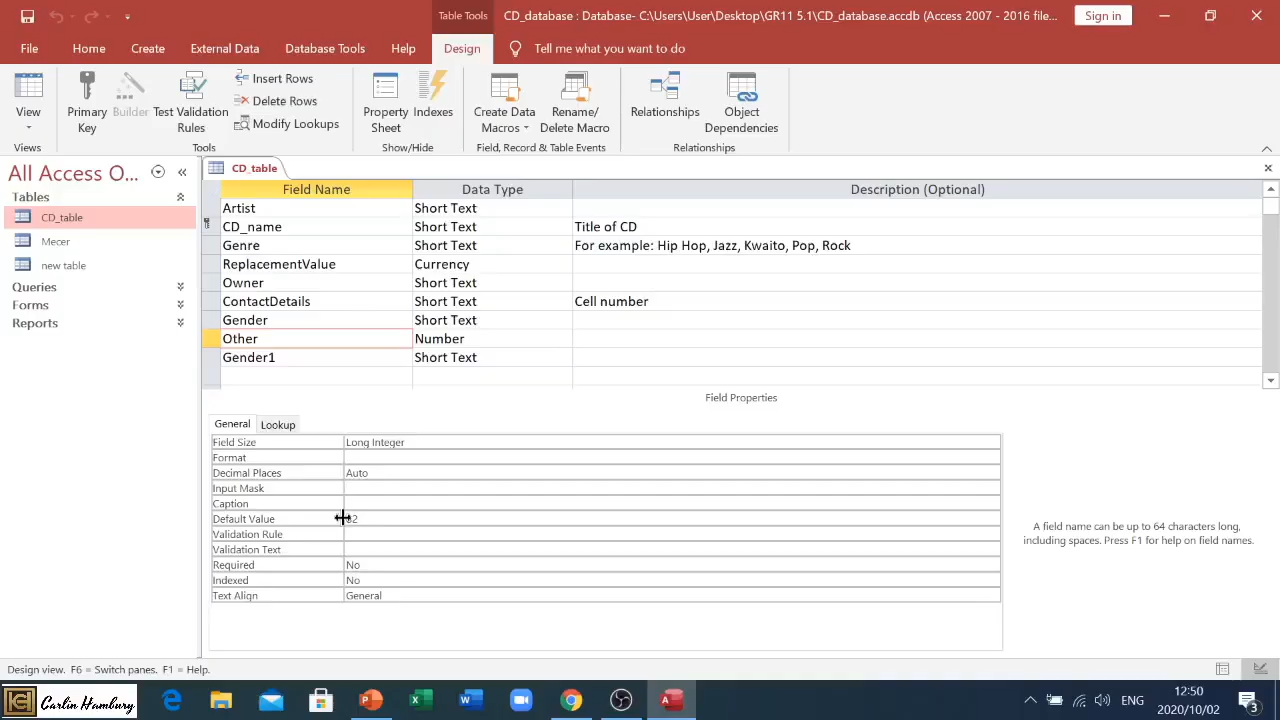 Table Tools
CD_database : Database- C:\Users\User\Desktop\GR11 5.1\CD_database.accdb (Access 2007 - 2016 file...
Sign in
File Home Create External Data Database Tools Help Design Tell me what you want to do
View
Primary Key
Builder
Test Validation Rules
Insert Rows
Delete Rows
Modify Lookups
Property Sheet
Indexes
Create Data Macros
Rename/ Delete Macro
Relationships
Object Dependencies
Views Tools Show/Hide Field, Record & Table Events Relationships
All Access O...
Tables
CD_table
Mecer
new table
Queries
Forms
Reports
CD_table
Field Name Data Type Description (Optional)
Artist Short Text
CD_name Short Text Title of CD
Genre Short Text For example: Hip Hop, Jazz, Kwaito, Pop, Rock
ReplacementValue Currency
Owner Short Text
ContactDetails Short Text Cell number
Gender Short Text
Other Number
Gender1 Short Text
Field Properties
General Lookup
Field Size Long Integer
Format
Decimal Places Auto
Input Mask
Caption
Default Value
Validation Rule
Validation Text
Required No
Indexed No
Text Align General
A field name can be up to 64 characters long,
including spaces. Press F1 for help on field names.
Design view. F6 = Switch panes. F1 = Help.
Carlin Hambury
ENG
12:50
2020/10/02
3